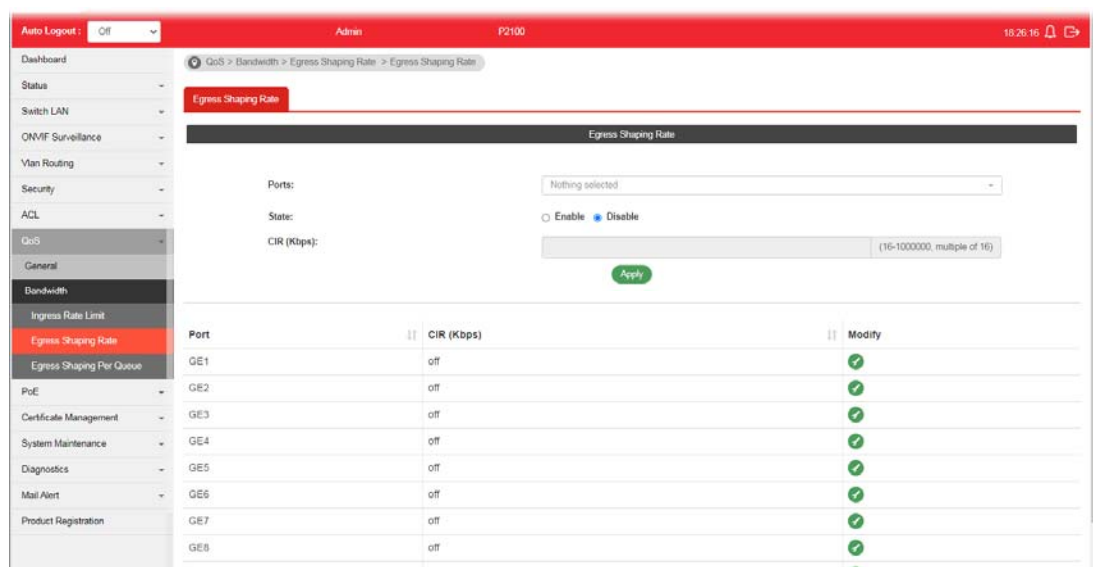 Auto Logout : Off Admin P2100 18:26:16
Dashboard
Status
Switch LAN
ONVIF Surveillance
Vlan Routing
Security
ACL
QoS
General
Bandwidth
Ingress Rate Limit
Egress Shaping Rate
Egress Shaping Per Queue
PoE
Certificate Management
System Maintenance
Diagnostics
Mail Alert
Product Registration
QoS > Bandwidth > Egress Shaping Rate > Egress Shaping Rate
Egress Shaping Rate
Egress Shaping Rate
Ports: Nothing selected
State: Enable Disable
CIR (Kbps): (16-1000000, multiple of 16)
Apply
Port CIR (Kbps) Modify
GE1 off
GE2 off
GE3 off
GE4 off
GE5 off
GE6 off
GE7 off
GE8 off